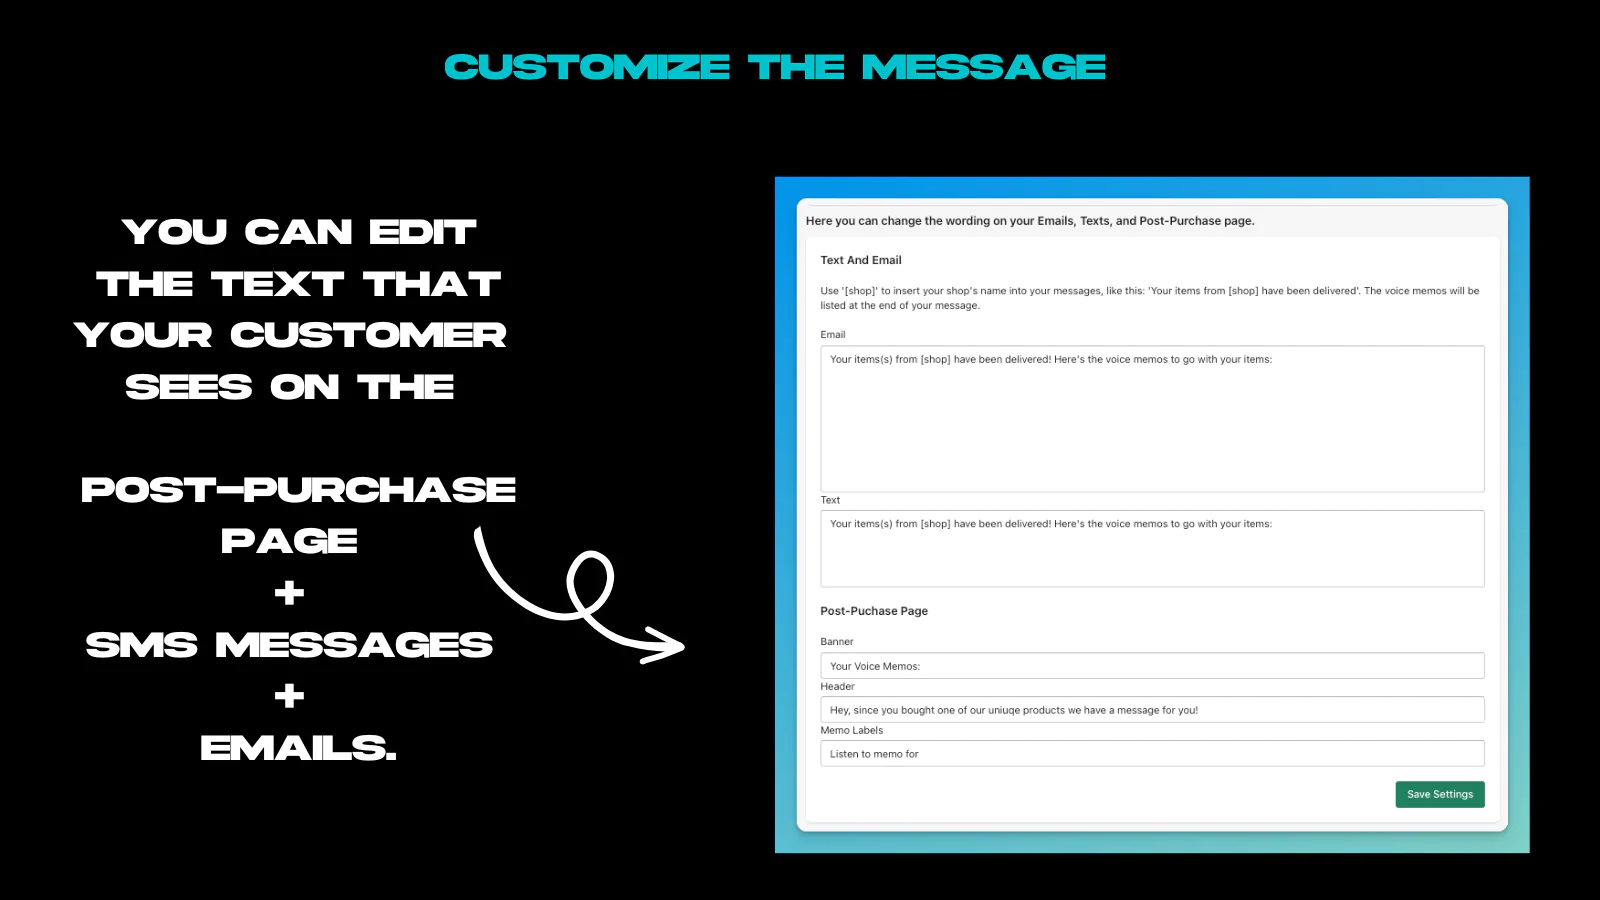 CUSTOMIZE THE MESSAGE
YOU CAN EDIT
THE TEXT THAT
YOUR CUSTOMER
SEES ON THE
POST-PURCHASE
PAGE
+
SMS MESSAGES
+
EMAILS.
Here you can change the wording on your Emails, Texts, and Post-Purchase page.
Text And Email
Use '[shop]' to insert your shop's name into your messages, like this: 'Your items from [shop] have been delivered'. The voice memos will be
listed at the end of your message.
Email
Your items(s) from [shop] have been delivered! Here's the voice memos to go with your items:
Text
Your items(s) from [shop] have been delivered! Here's the voice memos to go with your items:
Post-Puchase Page
Banner
Your Voice Memos:
Header
Hey, since you bought one of our uniuqe products we have a message for you!
Memo Labels
Listen to memo for
Save Settings